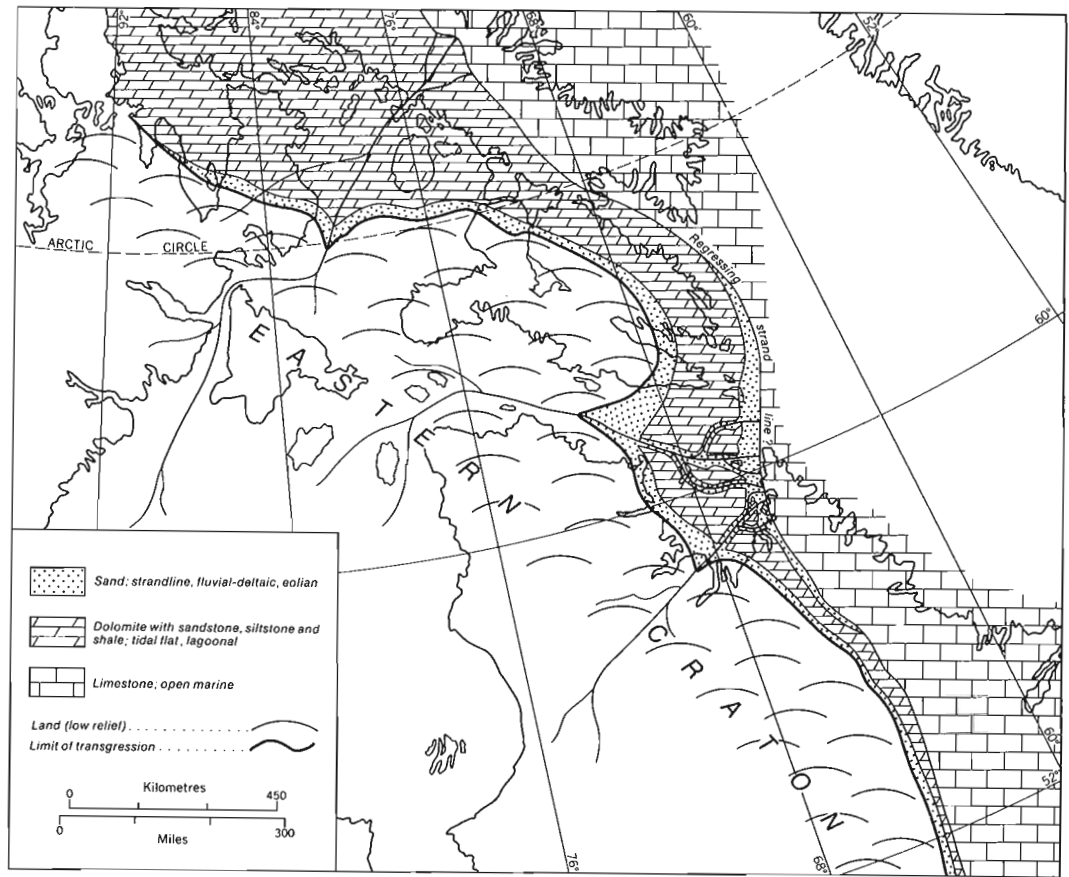 92°
84°
76°
68°
60°
52°
ARCTIC CIRCLE
Regressing strand line
60°
EASTERN
CRATON
Sand: strandline, fluvial-deltaic, eolian
Dolomite with sandstone, siltstone and
shale; tidal flat, lagoonal
Limestone; open marine
Land (low relief)
Limit of transgression
Kilometres
0 450
0 300
Miles
76°
68°
60°
52°